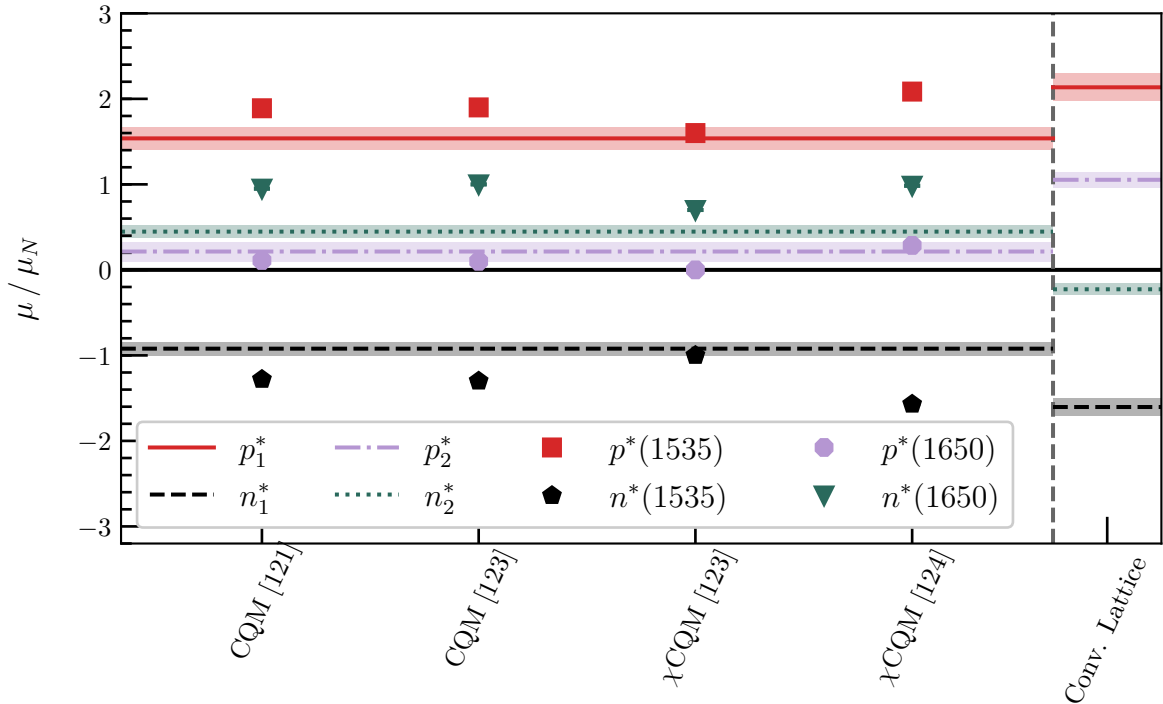 3
2
1
0
−1
−2
−3
μ / μ_N
p*₁
p*₂
p*(1535)
p*(1650)
n*₁
n*₂
n*(1535)
n*(1650)
CQM [121]
CQM [123]
χCQM [123]
χCQM [124]
Conv. Lattice